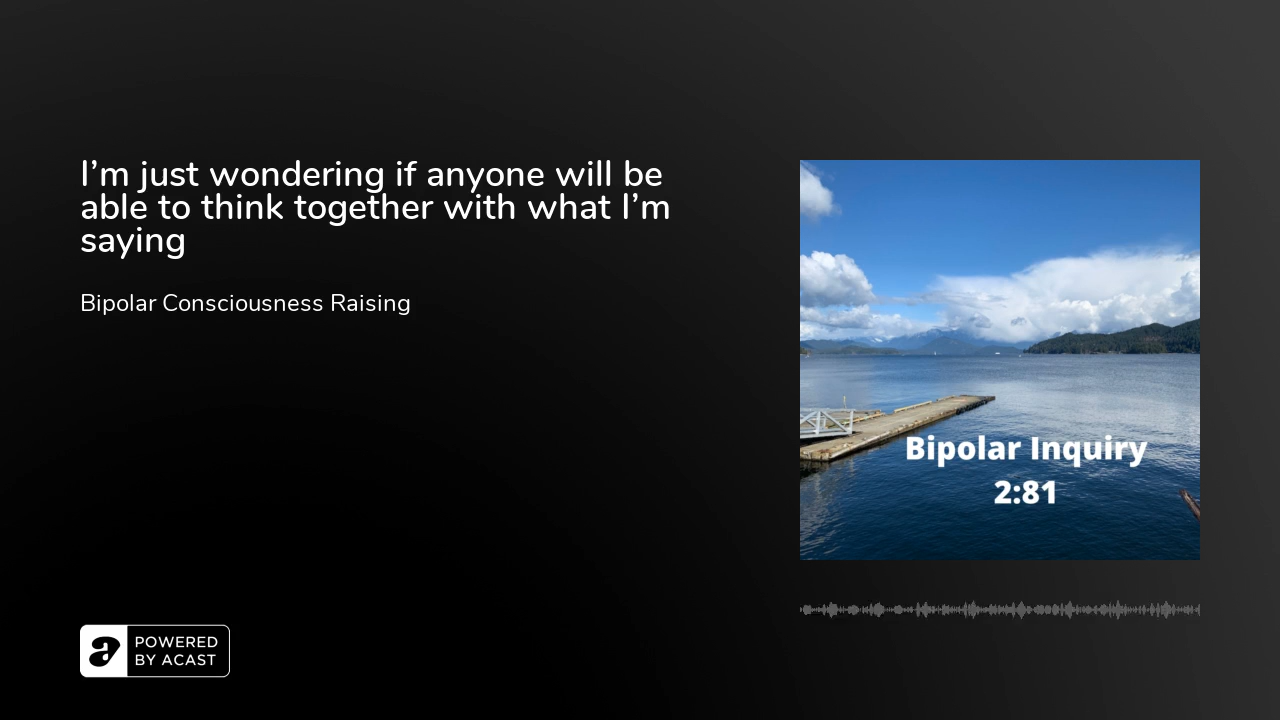 I’m just wondering if anyone will be
able to think together with what I’m
saying
Bipolar Consciousness Raising
Bipolar Inquiry
2:81
POWERED
BY ACAST